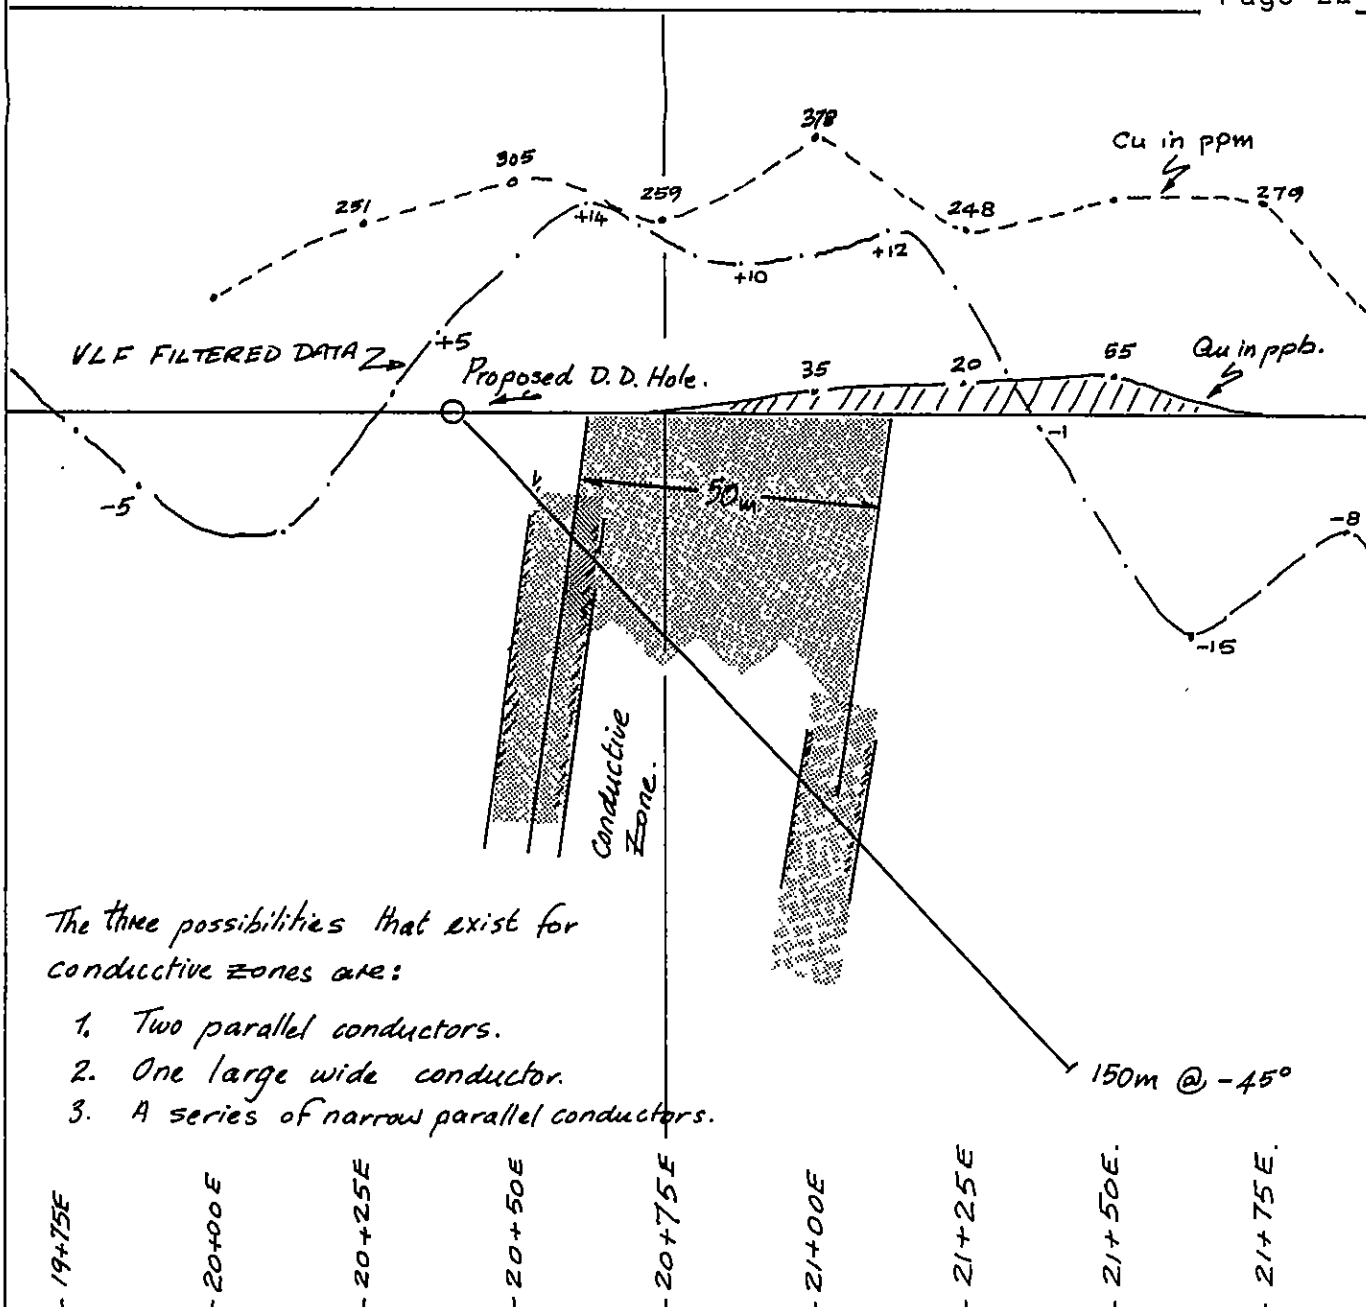 378
Cu in ppm
305
251
259
248
279
+14
+10
+12
VLF FILTERED DATA
+5
Proposed D.D. Hole.
35
20
55
Au in ppb.
-1
-5
50m
-8
-15
Conductive
Zone.
The three possibilities that exist for
conducctive zones are:
1. Two parallel conductors.
2. One large wide conductor.
3. A series of narrow parallel conductors.
150m @ -45°
19+75E
20+00E
20+25E
20+50E
20+75E
21+00E
21+25E
21+50E.
21+75E.